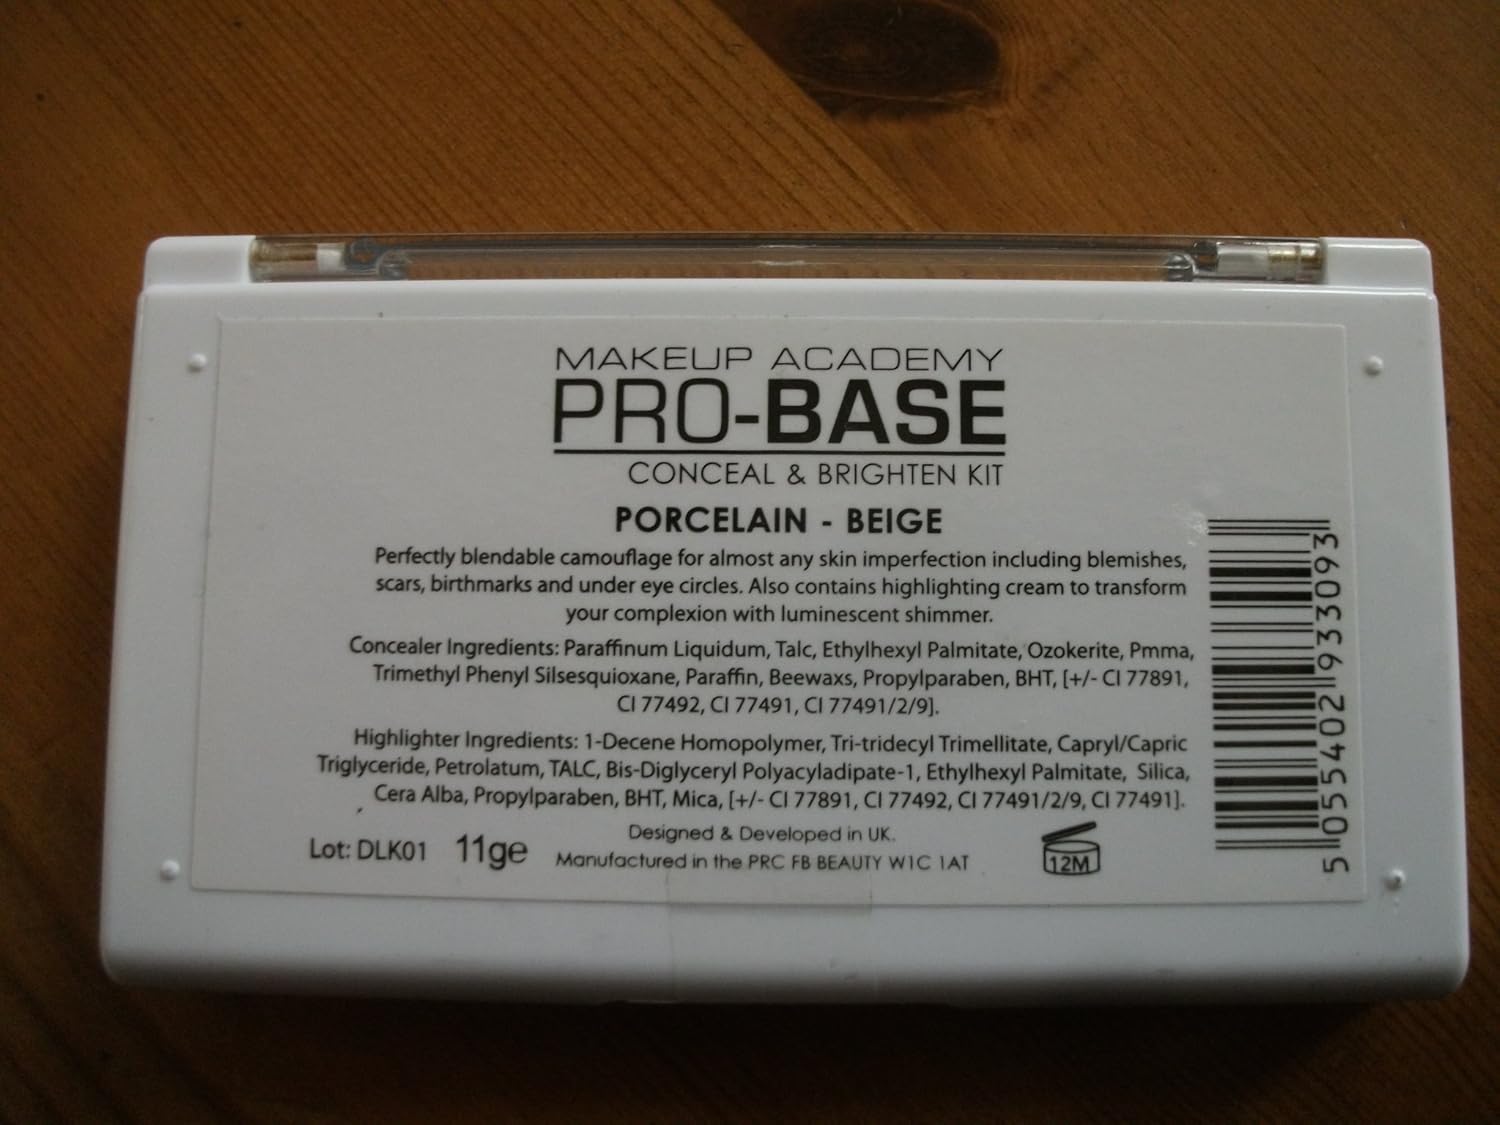 MAKEUP ACADEMY
PRO-BASE
CONCEAL & BRIGHTEN KIT
PORCELAIN - BEIGE
Perfectly blendable camouflage for almost any skin imperfection including blemishes,
scars, birthmarks and under eye circles. Also contains highlighting cream to transform
your complexion with luminescent shimmer.
Concealer Ingredients: Paraffinum Liquidum, Talc, Ethylhexyl Palmitate, Ozokerite, Pmma,
Trimethyl Phenyl Silsesquioxane, Paraffin, Beewaxs, Propylparaben, BHT, [+/- CI 77891,
CI 77492, CI 77491, CI 77491/2/9].
Highlighter Ingredients: 1-Decene Homopolymer, Tri-tridecyl Trimellitate, Capryl/Capric
Triglyceride, Petrolatum, TALC, Bis-Diglyceryl Polyacyladipate-1, Ethylhexyl Palmitate, Silica,
Cera Alba, Propylparaben, BHT, Mica, [+/- CI 77891, CI 77492, CI 77491/2/9, CI 77491].
Lot: DLK01 11ge
Designed & Developed in UK.
Manufactured in the PRC FB BEAUTY W1C 1AT
12M
5 055402 933093